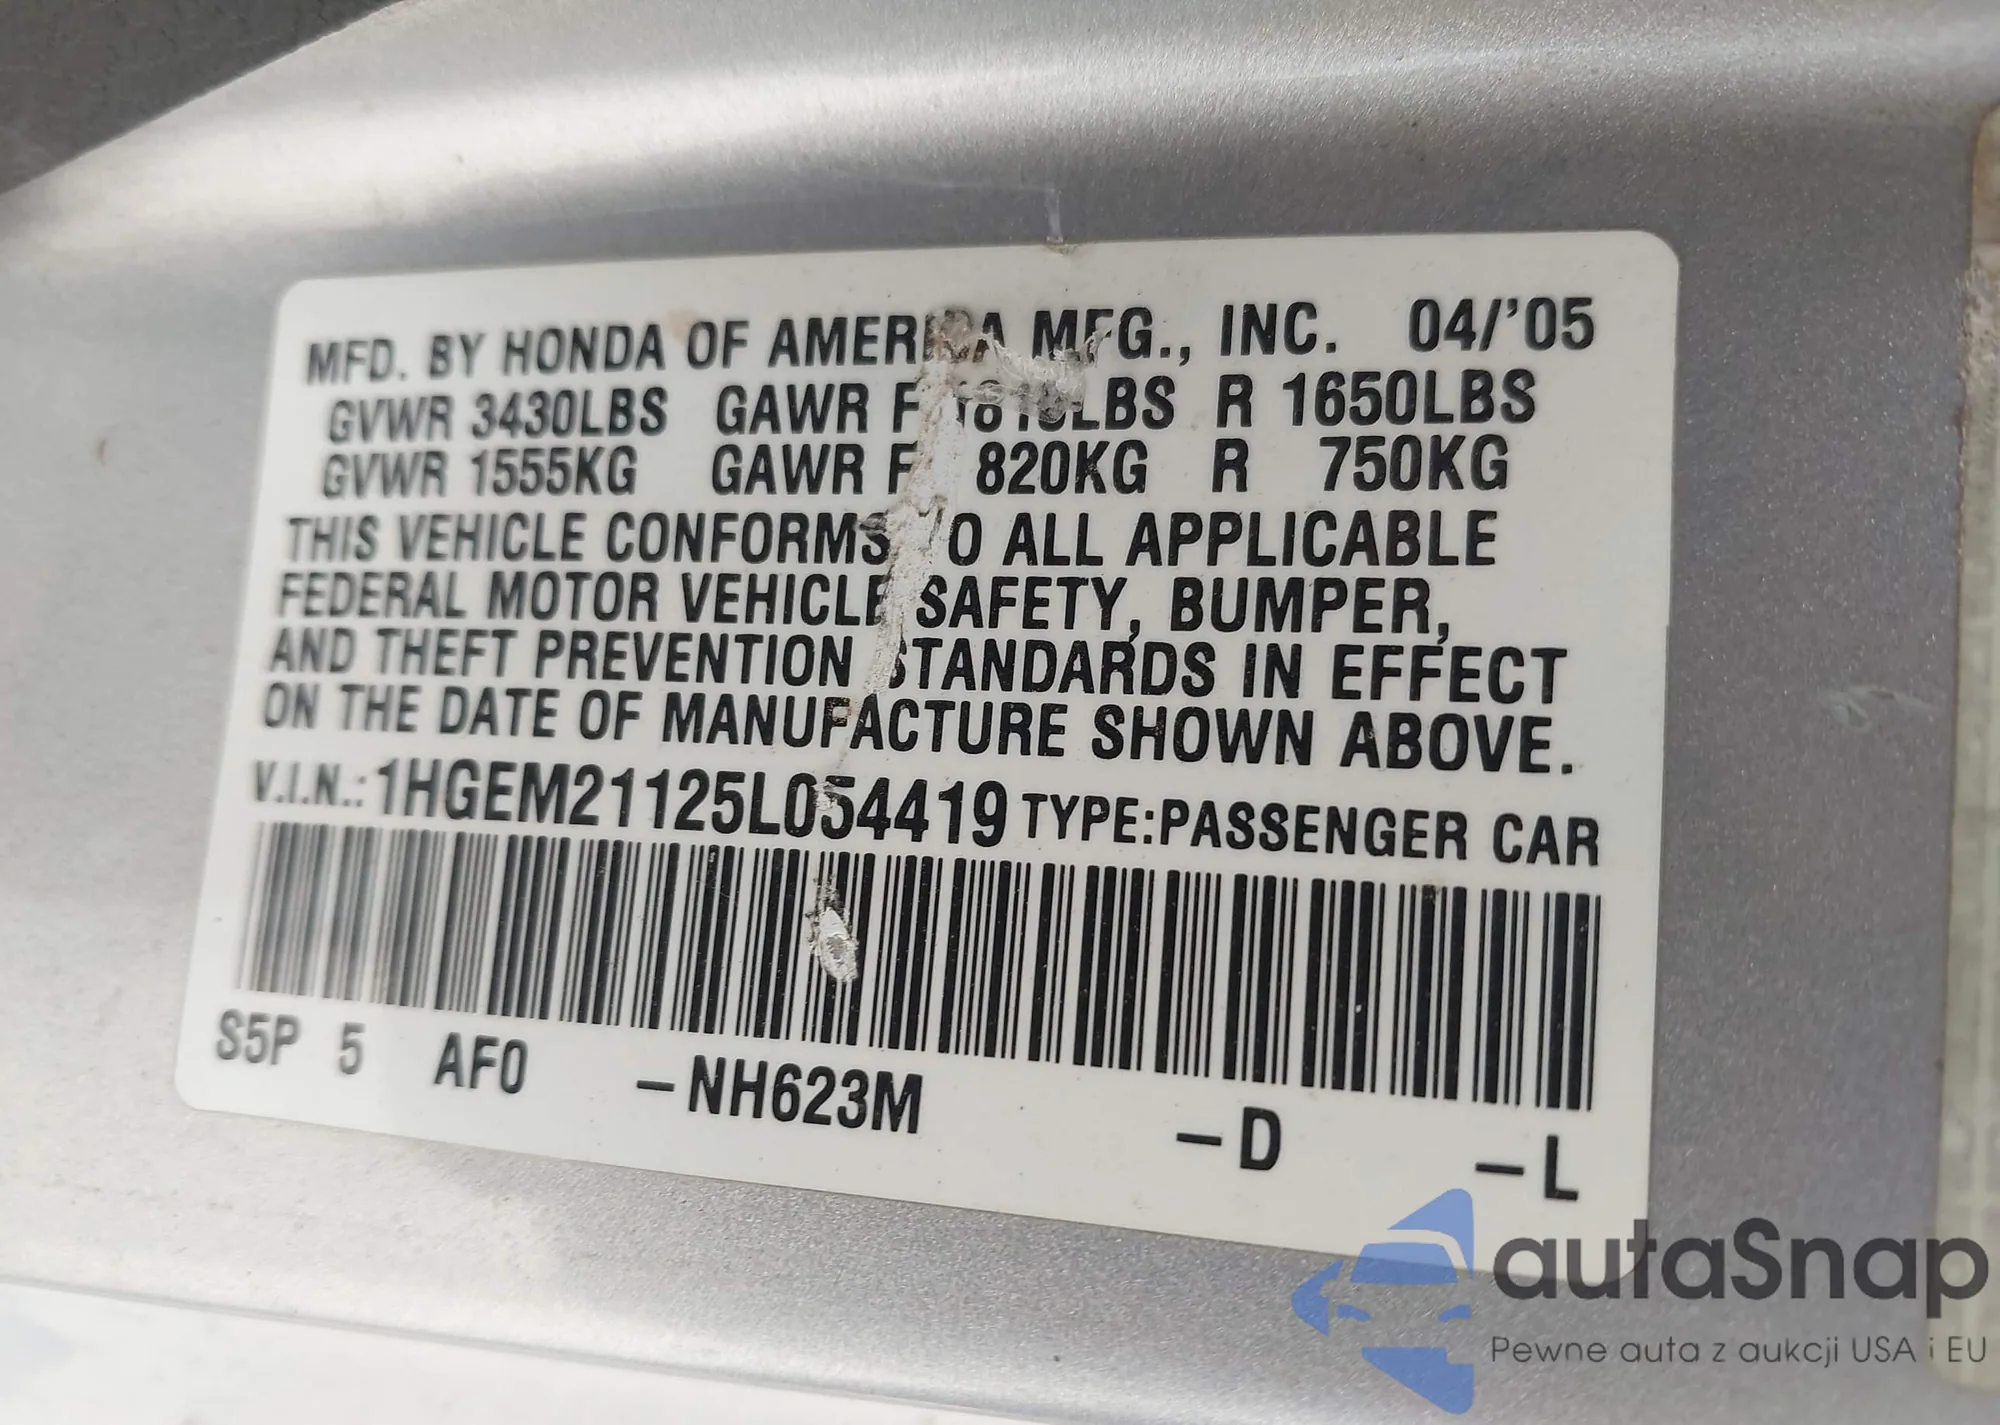 MFD. BY HONDA OF AMERICA MFG., INC. 04/'05
GVWR 3430LBS GAWR F LBS R 1650LBS
GVWR 1555KG GAWR F 820KG R 750KG
THIS VEHICLE CONFORMS TO ALL APPLICABLE
FEDERAL MOTOR VEHICLE SAFETY, BUMPER,
AND THEFT PREVENTION STANDARDS IN EFFECT
ON THE DATE OF MANUFACTURE SHOWN ABOVE.
V.I.N.: 1HGEM21125L054419 TYPE:PASSENGER CAR
S5P 5 AF0 –NH623M –D –L
autaSnap
Pewne auta z aukcji USA i EU